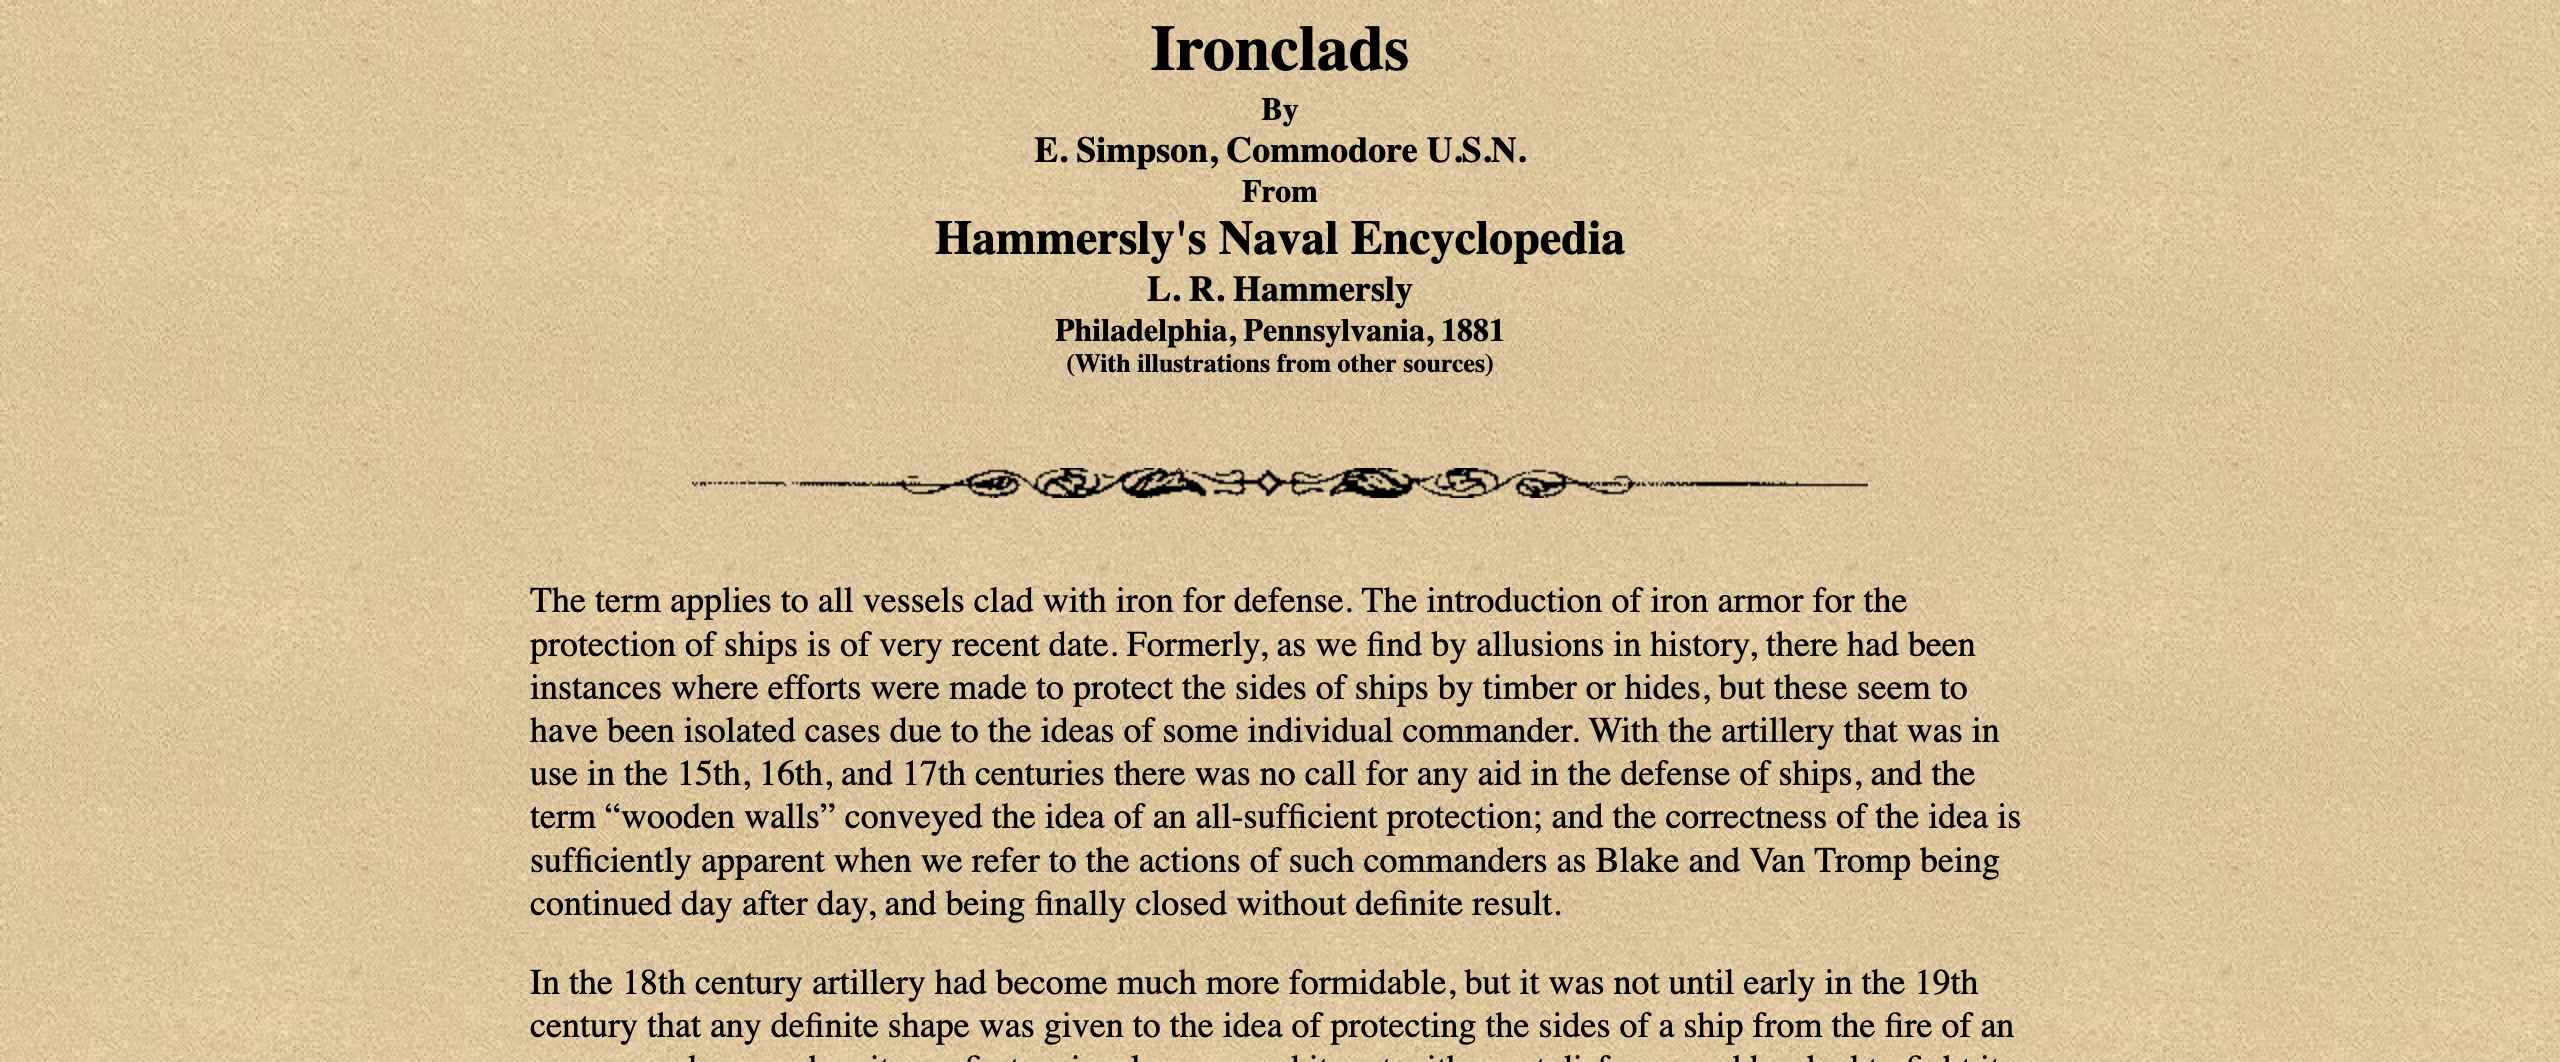 Ironclads
By
E. Simpson, Commodore U.S.N.
From
Hammersly's Naval Encyclopedia
L. R. Hammersly
Philadelphia, Pennsylvania, 1881
(With illustrations from other sources)
The term applies to all vessels clad with iron for defense. The introduction of iron armor for the
protection of ships is of very recent date. Formerly, as we find by allusions in history, there had been
instances where efforts were made to protect the sides of ships by timber or hides, but these seem to
have been isolated cases due to the ideas of some individual commander. With the artillery that was in
use in the 15th, 16th, and 17th centuries there was no call for any aid in the defense of ships, and the
term “wooden walls” conveyed the idea of an all-sufficient protection; and the correctness of the idea is
sufficiently apparent when we refer to the actions of such commanders as Blake and Van Tromp being
continued day after day, and being finally closed without definite result.
In the 18th century artillery had become much more formidable, but it was not until early in the 19th
century that any definite shape was given to the idea of protecting the sides of a ship from the fire of an